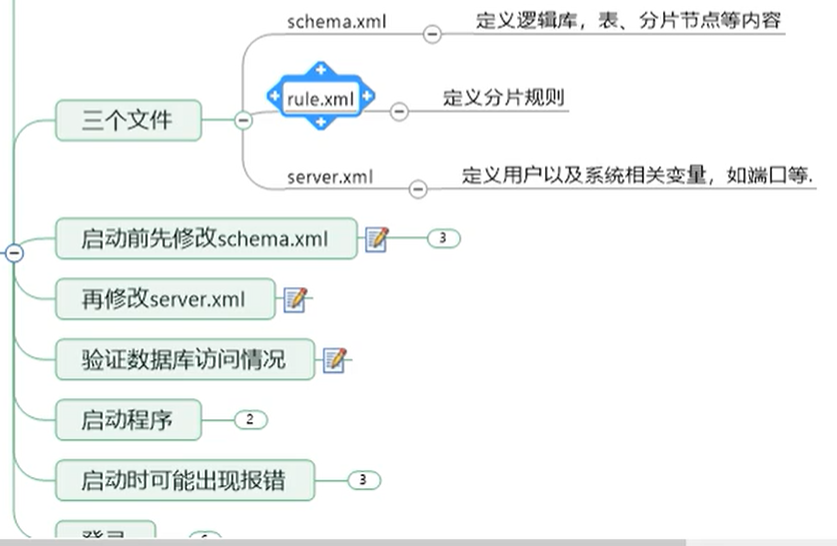 schema.xml
定义逻辑库，表、分片节点等内容
三个文件
rule.xml
定义分片规则
server.xml
定义用户以及系统相关变量，如端口等.
启动前先修改schema.xml
3
再修改server.xml
验证数据库访问情况
启动程序
2
启动时可能出现报错
3
登录